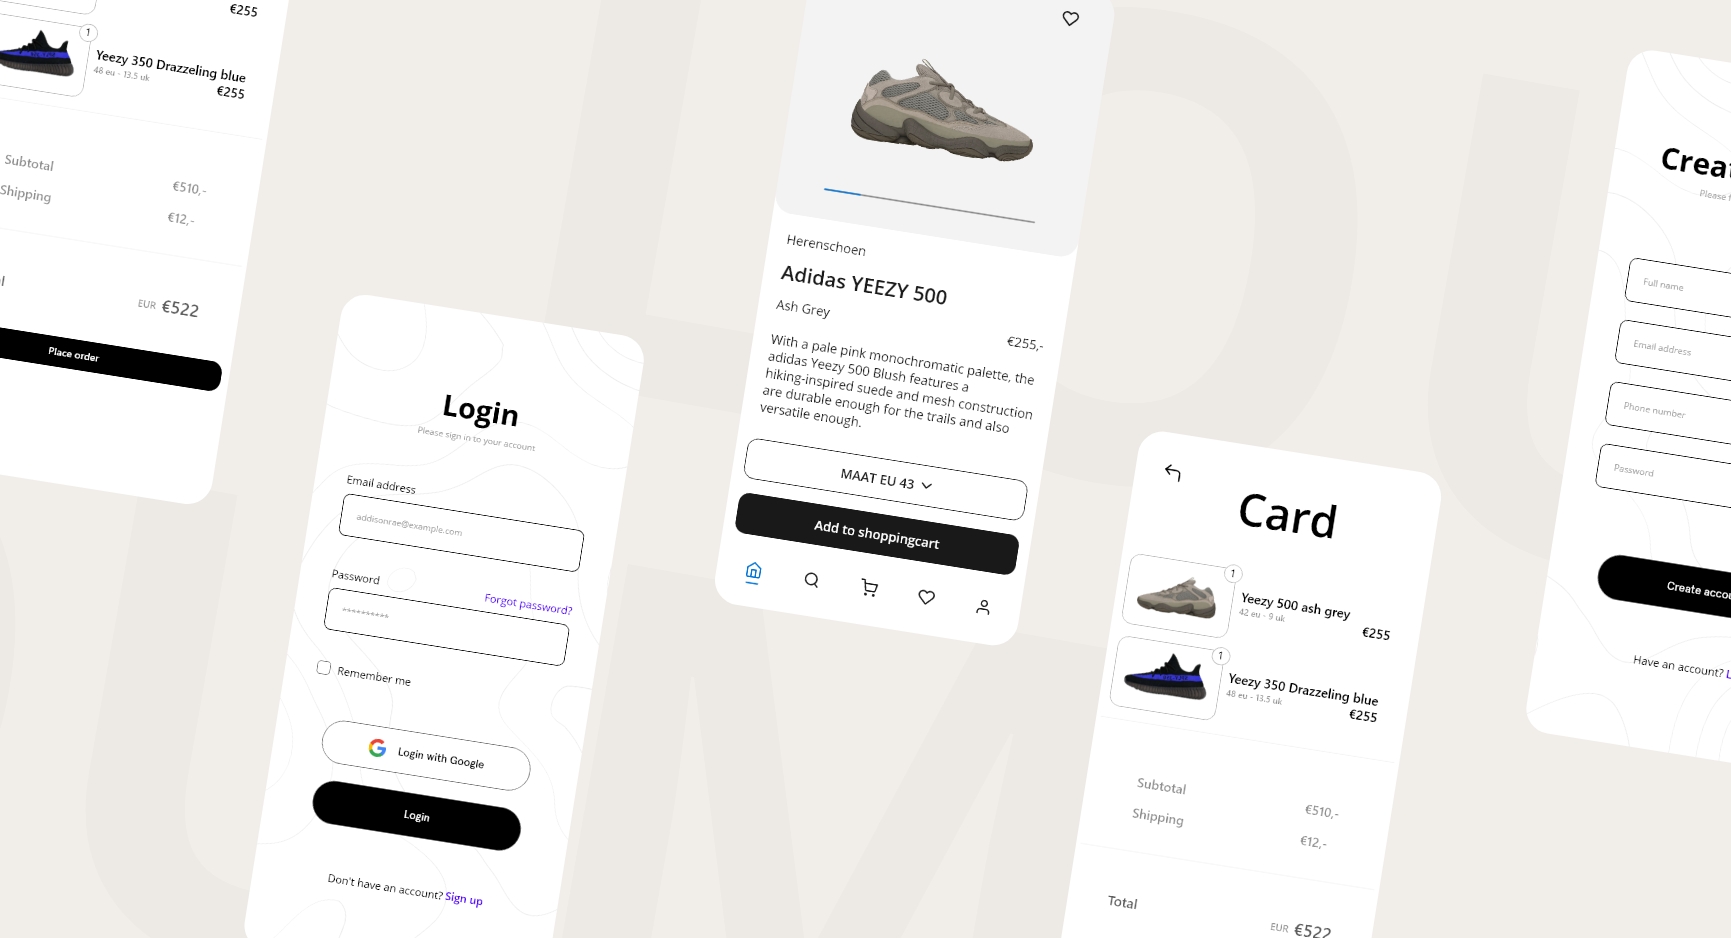 €255
1
Yeezy 350 Drazzeling blue
48 eu - 13.5 uk
€255
Subtotal
€510,-
Shipping
€12,-
EUR €522
Place order
Login
Please sign in to your account
Email address
addisonrae@example.com
Password
Forgot password?
**********
Remember me
Login with Google
Login
Don't have an account? Sign up
Herenschoen
Adidas YEEZY 500
Ash Grey
€255,-
With a pale pink monochromatic palette, the
adidas Yeezy 500 Blush features a
hiking-inspired suede and mesh construction
are durable enough for the trails and also
versatile enough.
MAAT EU 43
Add to shoppingcart
Card
1
Yeezy 500 ash grey
42 eu - 9 uk
€255
1
Yeezy 350 Drazzeling blue
48 eu - 13.5 uk
€255
Subtotal
€510,-
Shipping
€12,-
Total
EUR €522
Please
Full name
Email address
Phone number
Password
Create
Have an account?